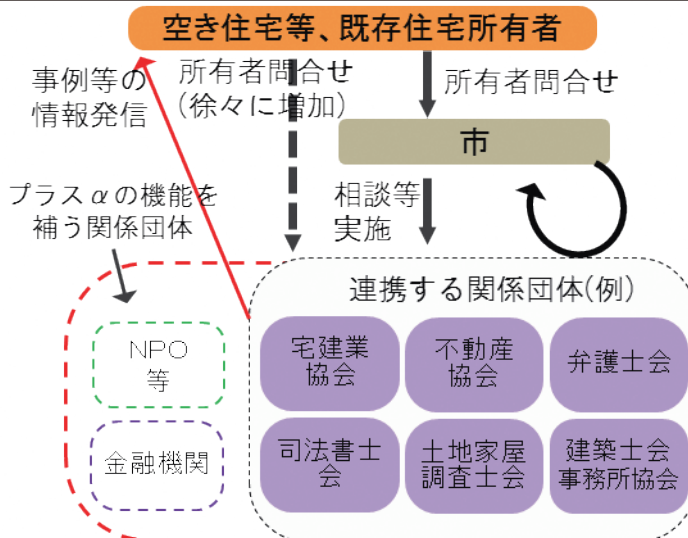 空き住宅等、既存住宅所有者
事例等の
情報発信
所有者問合せ
(徐々に増加)
所有者問合せ
市
プラスαの機能を
補う関係団体
相談等
実施
連携する関係団体(例)
NPO
等
宅建業
協会
不動産
協会
弁護士会
金融機関
司法書士
会
土地家屋
調査士会
建築士会
事務所協会